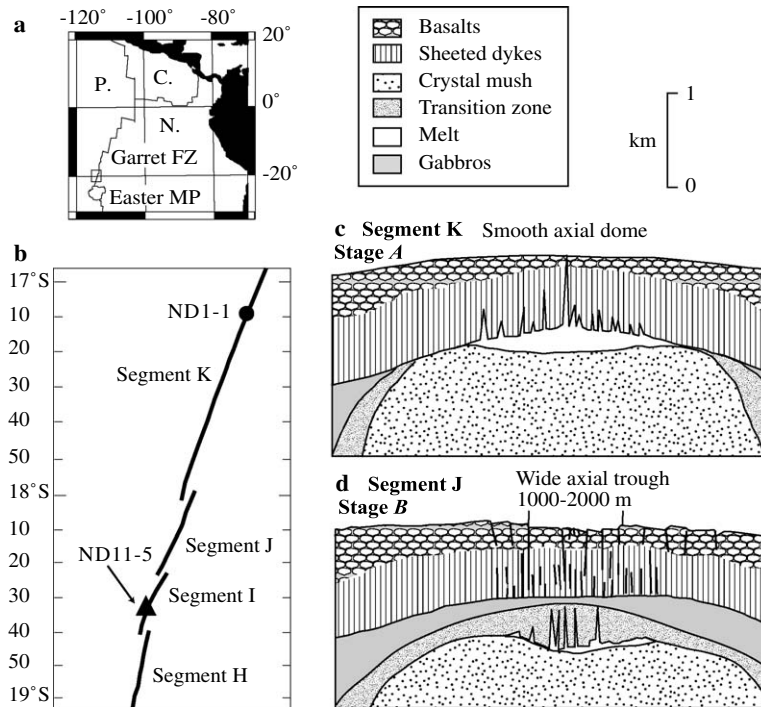 a
-120° -100° -80°
20°
P. C.
0°
N.
Garret FZ
-20°
Easter MP
Basalts
Sheeted dykes
Crystal mush
Transition zone
Melt
Gabbros
1
km
0
b
17°S
ND1-1
10
20
Segment K
30
40
50
18°S
10
Segment J
20
ND11-5
Segment I
30
40
50
Segment H
19°S
c Segment K Smooth axial dome
Stage A
d Segment J Wide axial trough
Stage B 1000-2000 m